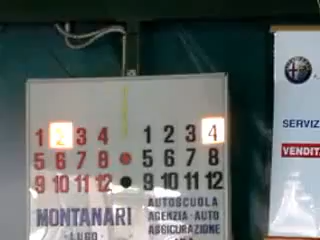 1 2 3 4 1 2 3 4
5 6 7 8 5 6 7 8
9 10 11 12 9 10 11 12
MONTANARI
LUGO
AUTOSCUOLA
AGENZIA-AUTO
ASSICURAZIONE
SERVIZ
VENDIT